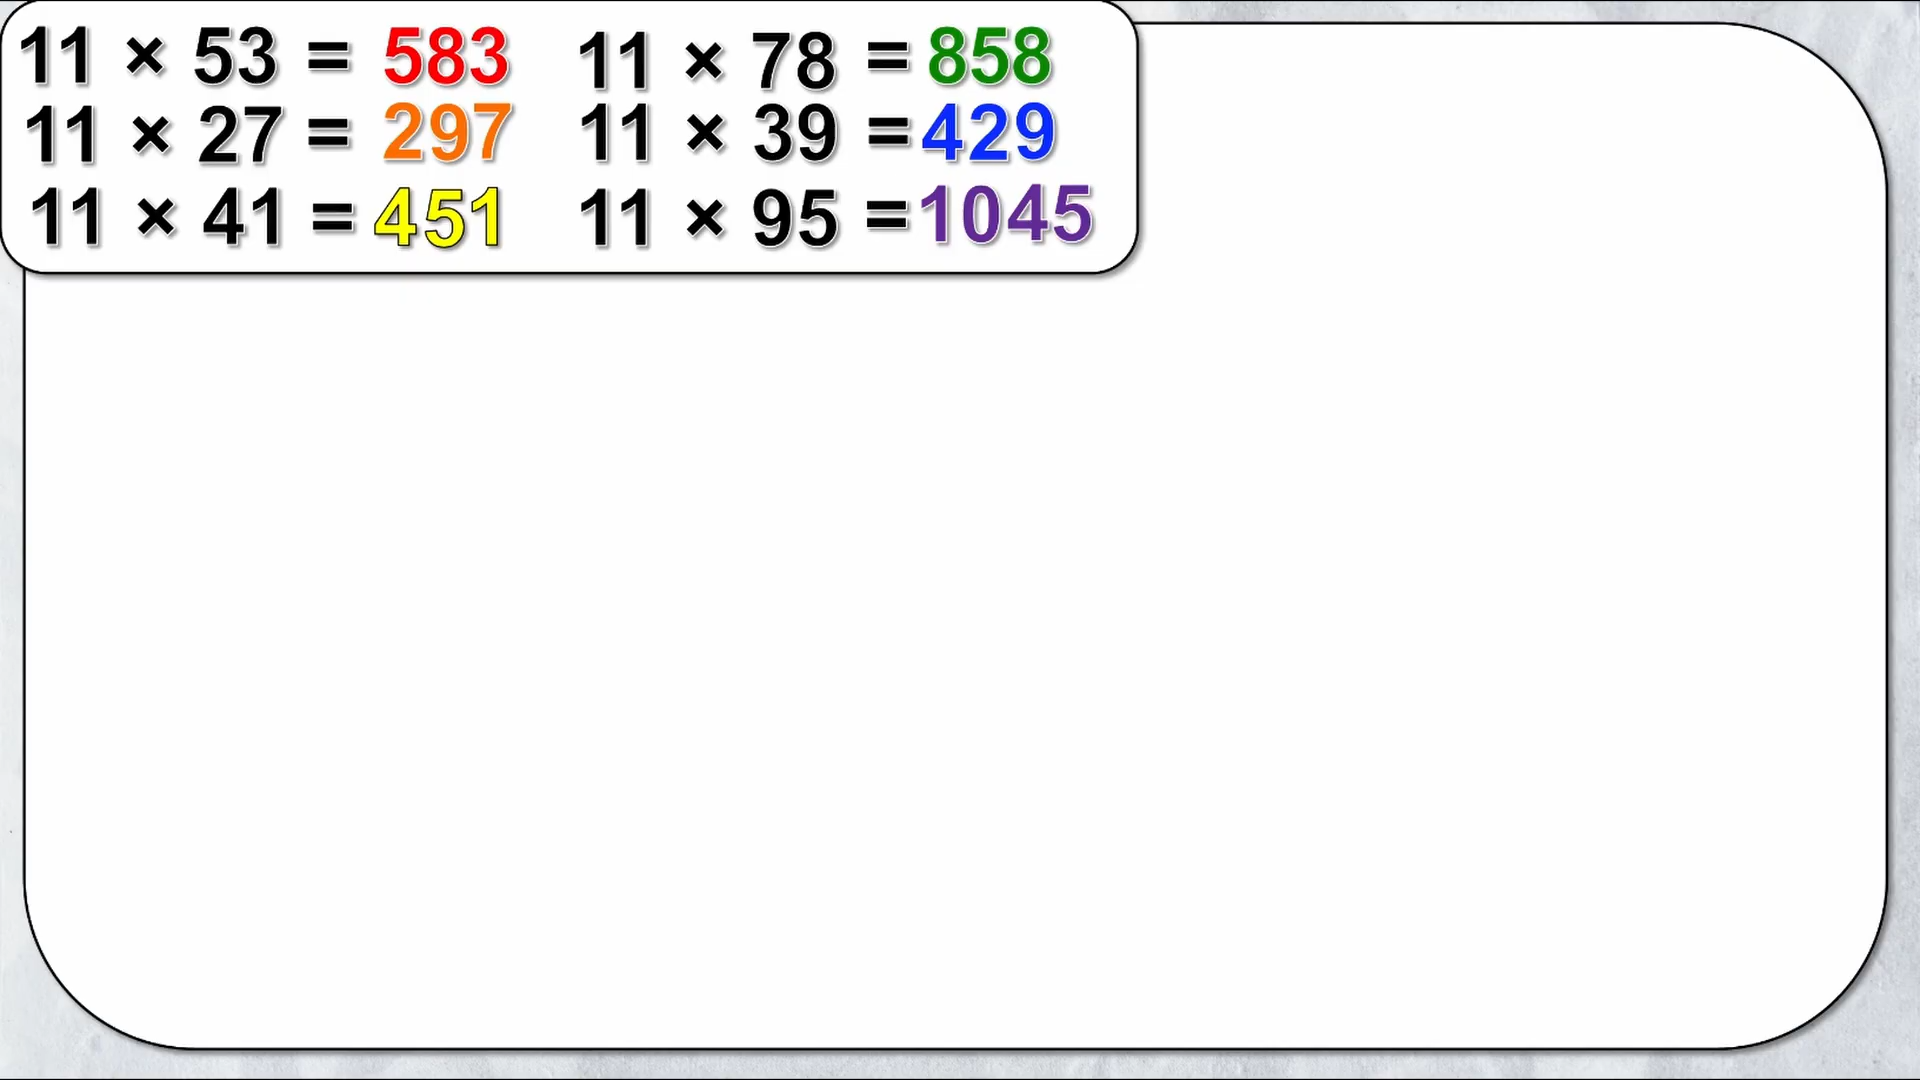 11 × 53 = 583
11 × 27 = 297
11 × 41 = 451
11 × 78 = 858
11 × 39 = 429
11 × 95 = 1045